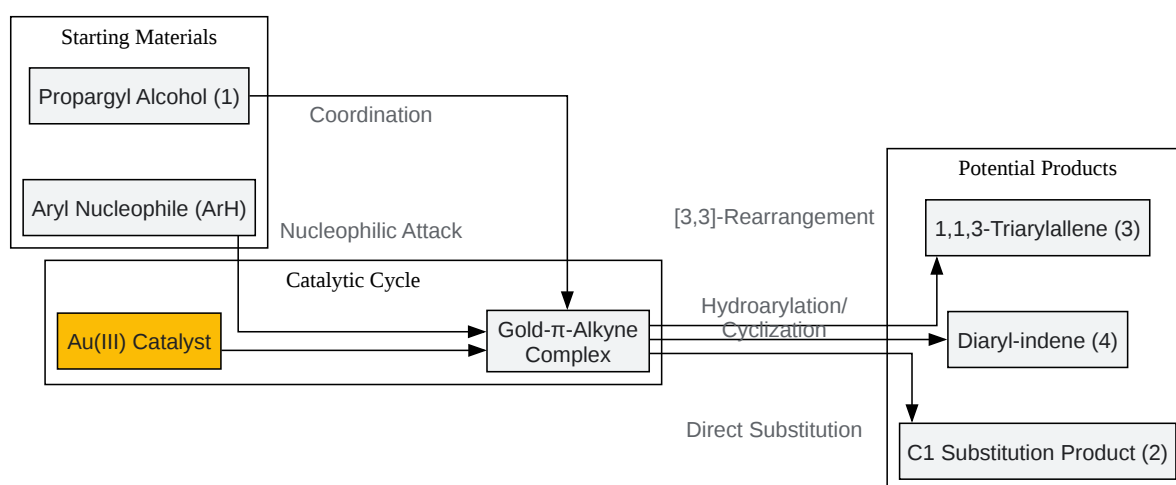 Starting Materials
Propargyl Alcohol (1)
Coordination
Aryl Nucleophile (ArH)
Nucleophilic Attack
Catalytic Cycle
Au(III) Catalyst
Gold-π-Alkyne
Complex
[3,3]-Rearrangement
Hydroarylation/
Cyclization
Direct Substitution
Potential Products
1,1,3-Triarylallene (3)
Diaryl-indene (4)
C1 Substitution Product (2)